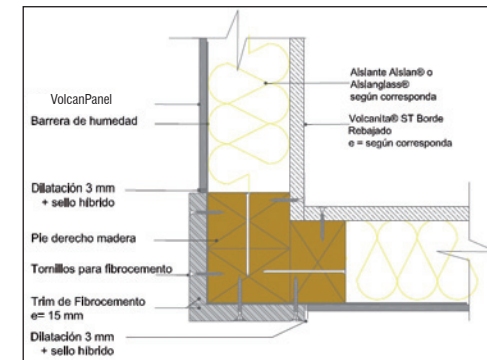 VolcanPanel
Barrera de humedad
Dilatación 3 mm
+ sello híbrido
Pie derecho madera
Tornillos para fibrocemento
Trim de Fibrocemento
e= 15 mm
Dilatación 3 mm
+ sello híbrido
Aislante Aislan® o
Aislanglass®
según corresponda
Volcanita® ST Borde
Rebajado
e = según corresponda